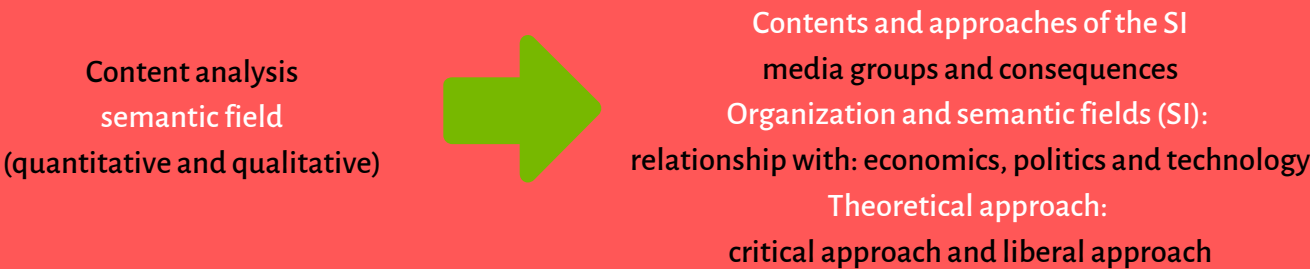 Content analysis
semantic field
(quantitative and qualitative)
Contents and approaches of the SI
media groups and consequences
Organization and semantic fields (SI):
relationship with: economics, politics and technology
Theoretical approach:
critical approach and liberal approach